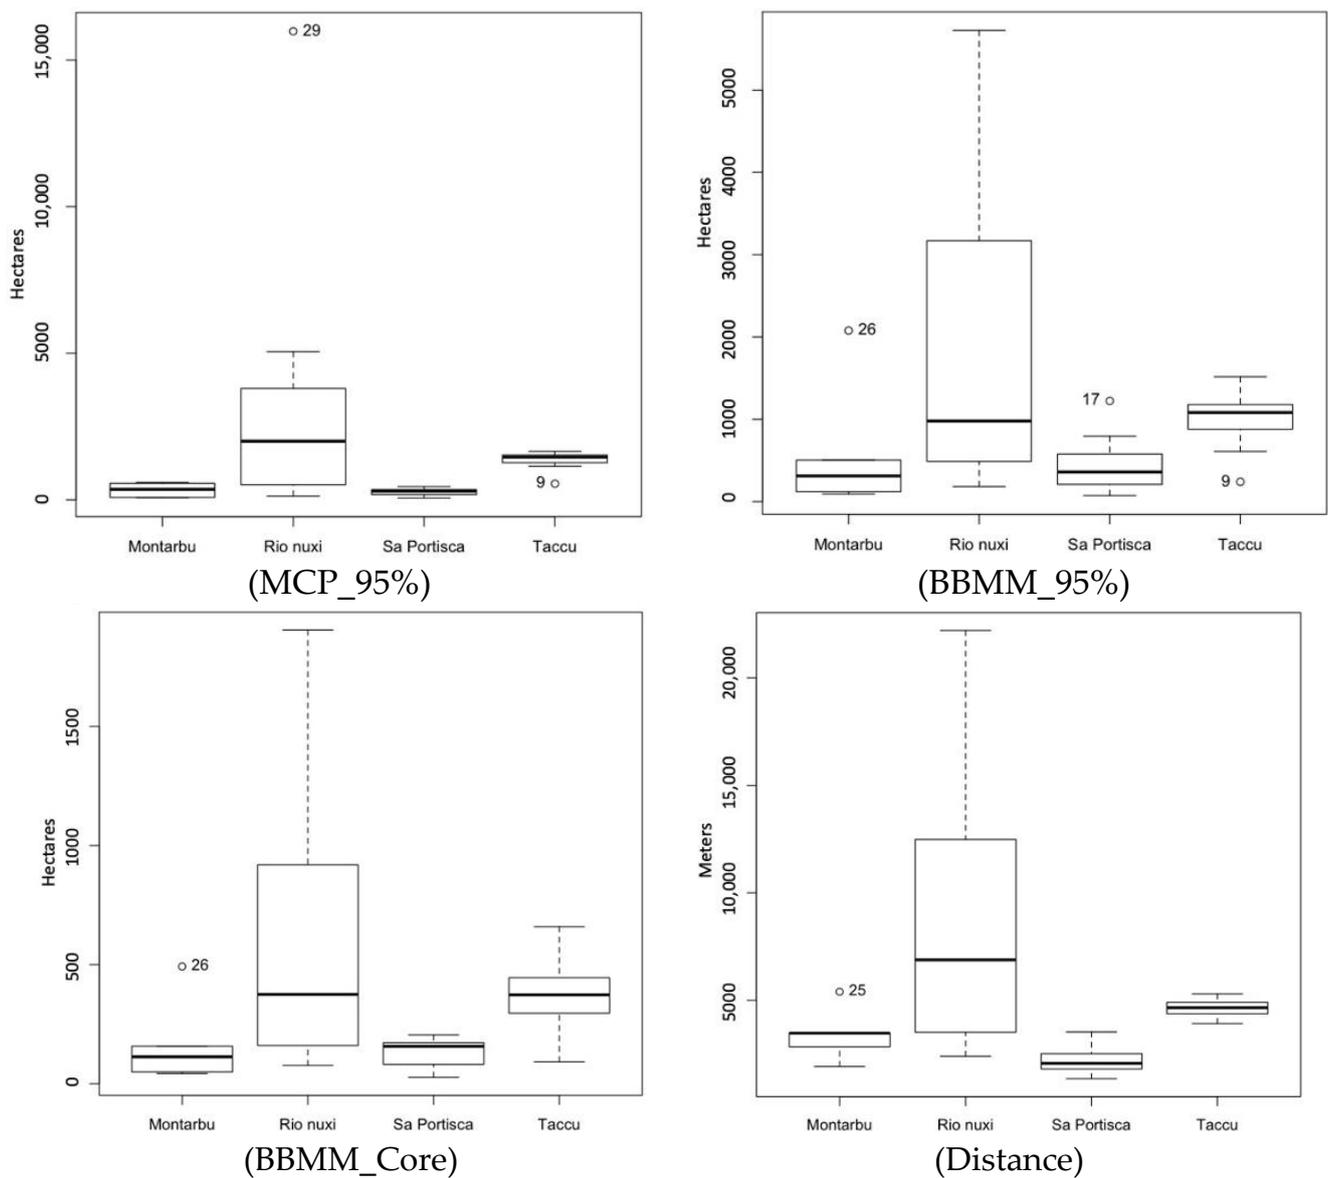 15,000
10,000
5000
0
Hectares
29
9
Montarbu Rio nuxi Sa Portisca Taccu
(MCP_95%)
5000
4000
3000
2000
1000
0
Hectares
26
17
9
Montarbu Rio nuxi Sa Portisca Taccu
(BBMM_95%)
1500
1000
500
0
Hectares
26
Montarbu Rio nuxi Sa Portisca Taccu
(BBMM_Core)
20,000
15,000
10,000
5000
Meters
25
Montarbu Rio nuxi Sa Portisca Taccu
(Distance)